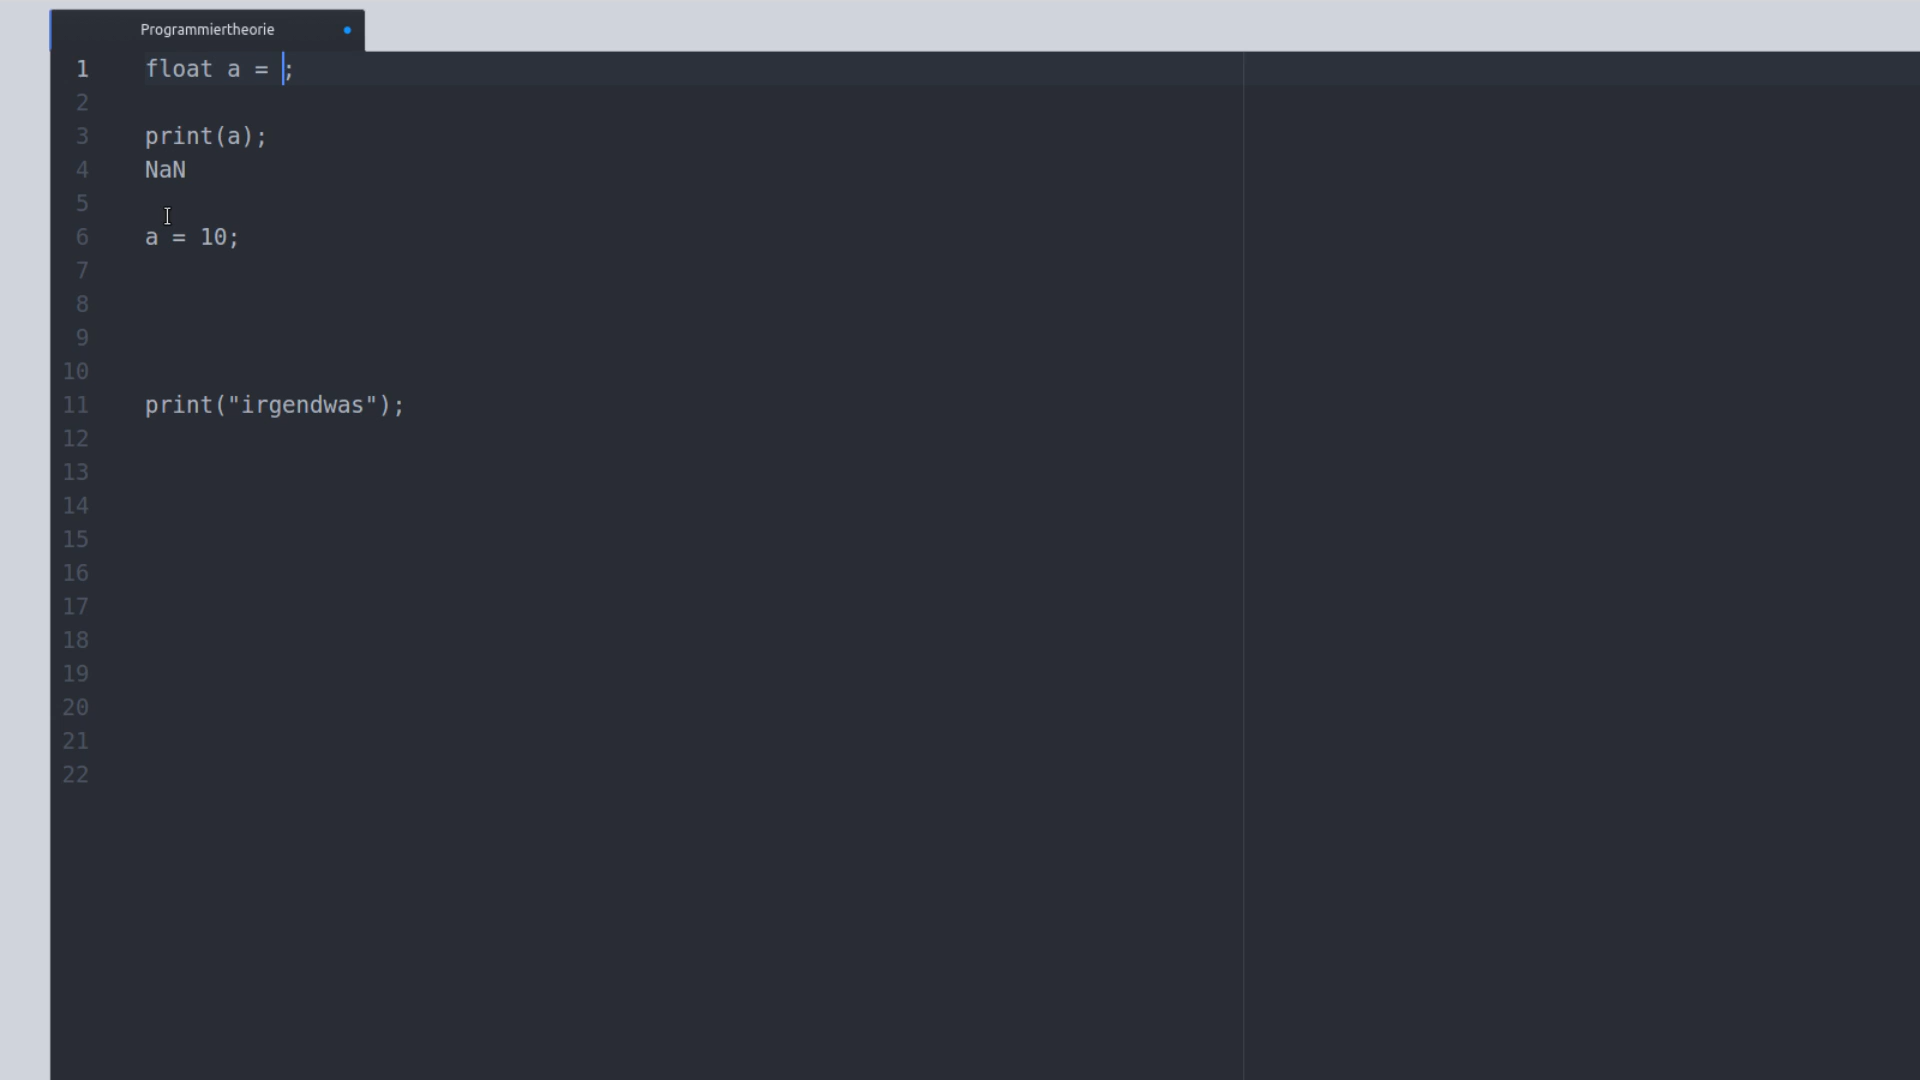 Programmiertheorie
1 float a = ;
2
3 print(a);
4 NaN
5
6 a = 10;
7
8
9
10
11 print("irgendwas");
12
13
14
15
16
17
18
19
20
21
22